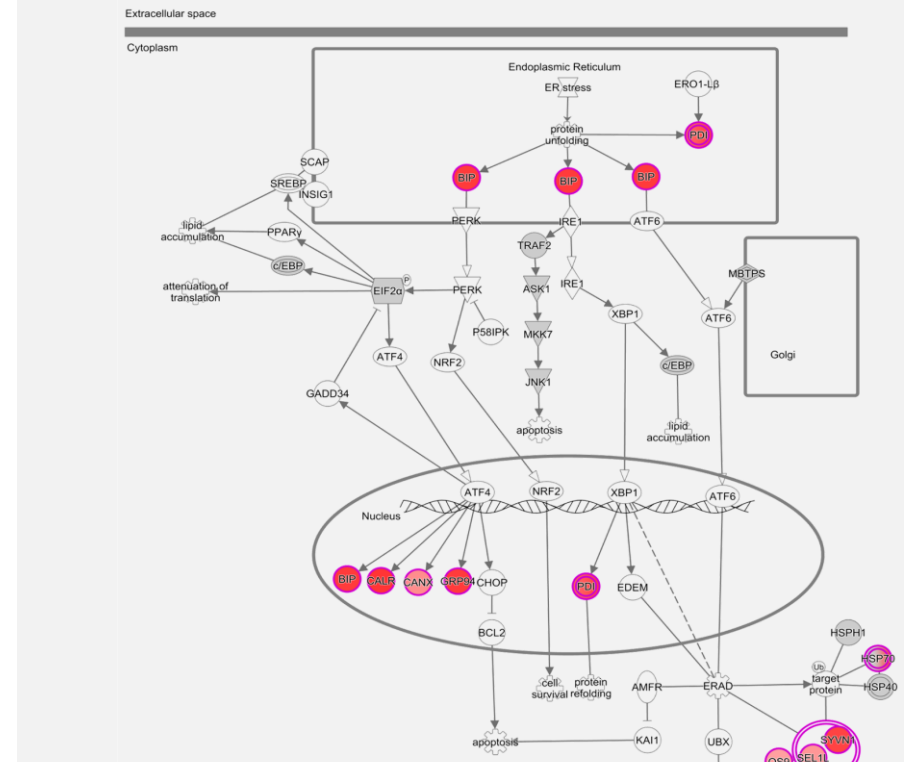 Extracellular space
Cytoplasm
Endoplasmic Reticulum
ER stress
ERO1-Lβ
protein
unfolding
PDI
SCAP
SREBP
INSIG1
BIP
BIP
BIP
PERK
IRE1
ATF6
lipid
accumulation
PPARγ
c/EBP
TRAF2
MBTPS
attenuation of
translation
EIF2α
P
PERK
ASK1
IRE1
P58IPK
XBP1
ATF6
MKK7
Golgi
ATF4
NRF2
c/EBP
JNK1
GADD34
apoptosis
lipid
accumulation
ATF4
NRF2
XBP1
ATF6
Nucleus
BIP
CALR
CANX
GRP94
CHOP
PDI
EDEM
BCL2
HSPH1
Ub
HSP70
cell
survival
protein
refolding
AMFR
ERAD
target
protein
HSP40
apoptosis
KAI1
UBX
SYVN1
OS9
SEL1L